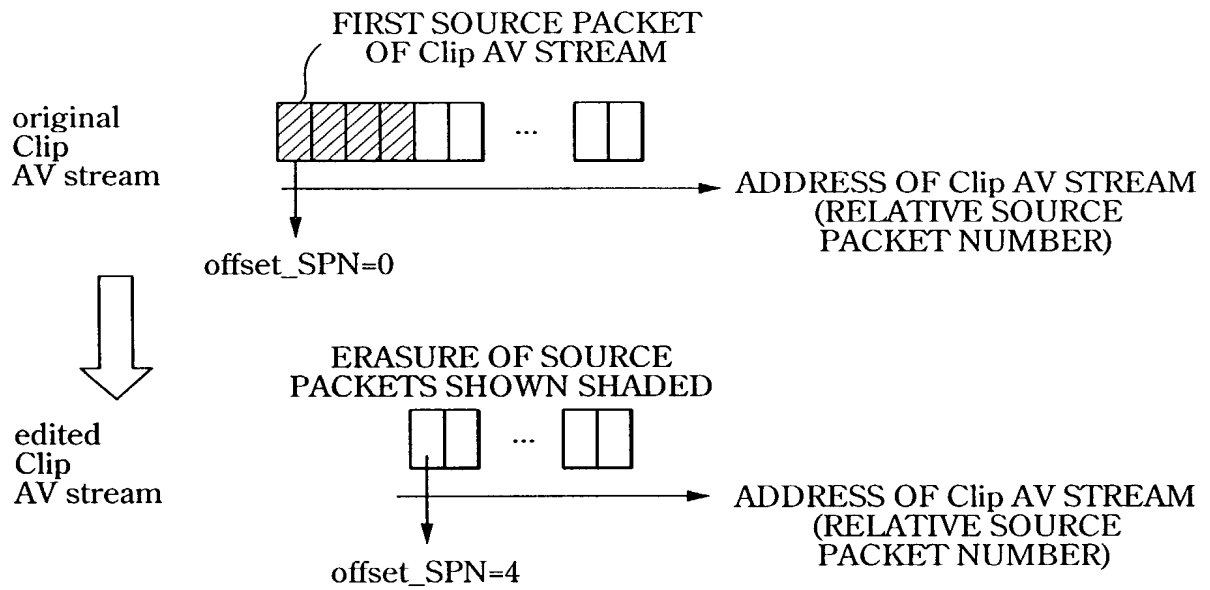 FIRST SOURCE PACKET
OF Clip AV STREAM
original
Clip
AV stream
...
ADDRESS OF Clip AV STREAM
(RELATIVE SOURCE
PACKET NUMBER)
offset_SPN=0
ERASURE OF SOURCE
PACKETS SHOWN SHADED
edited
Clip
AV stream
...
ADDRESS OF Clip AV STREAM
(RELATIVE SOURCE
PACKET NUMBER)
offset_SPN=4